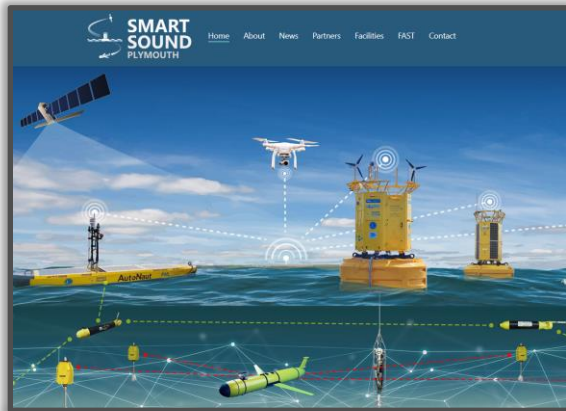 SMART
SOUND
PLYMOUTH
Home About News Partners Facilities FAST Contact
AutoNaut